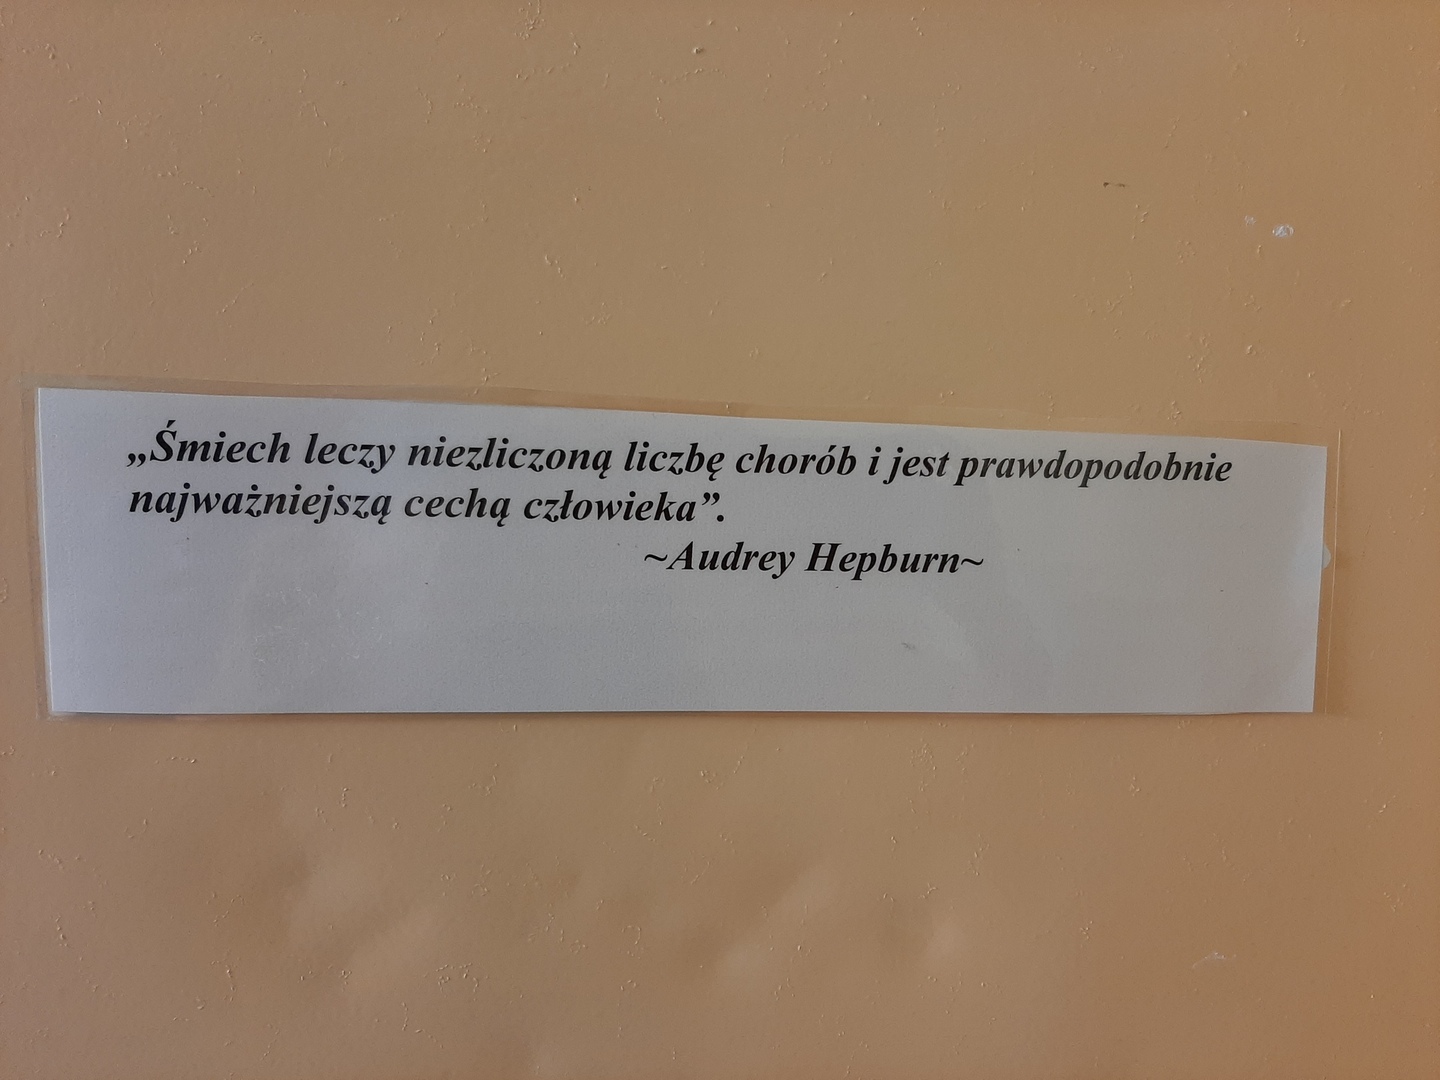 „Śmiech leczy niezliczoną liczbę chorób i jest prawdopodobnie
najważniejszą cechą człowieka”.
~Audrey Hepburn~